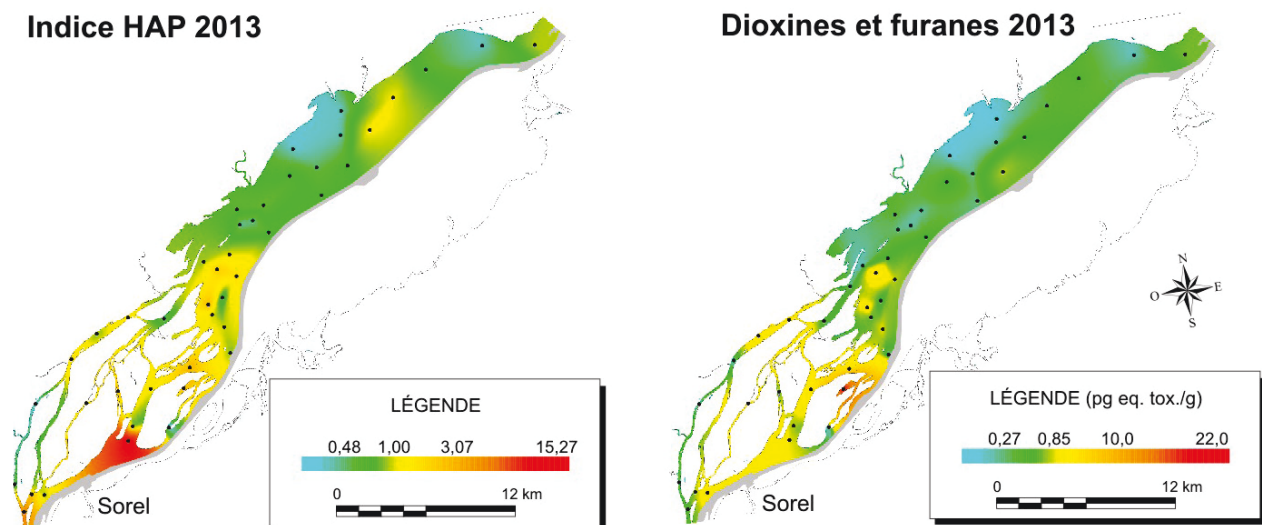 Indice HAP 2013
LÉGENDE
0,48 1,00 3,07 15,27
0 12 km
Sorel
Dioxines et furanes 2013
N
O E
S
LÉGENDE (pg eq. tox./g)
0,27 0,85 10,0 22,0
0 12 km
Sorel